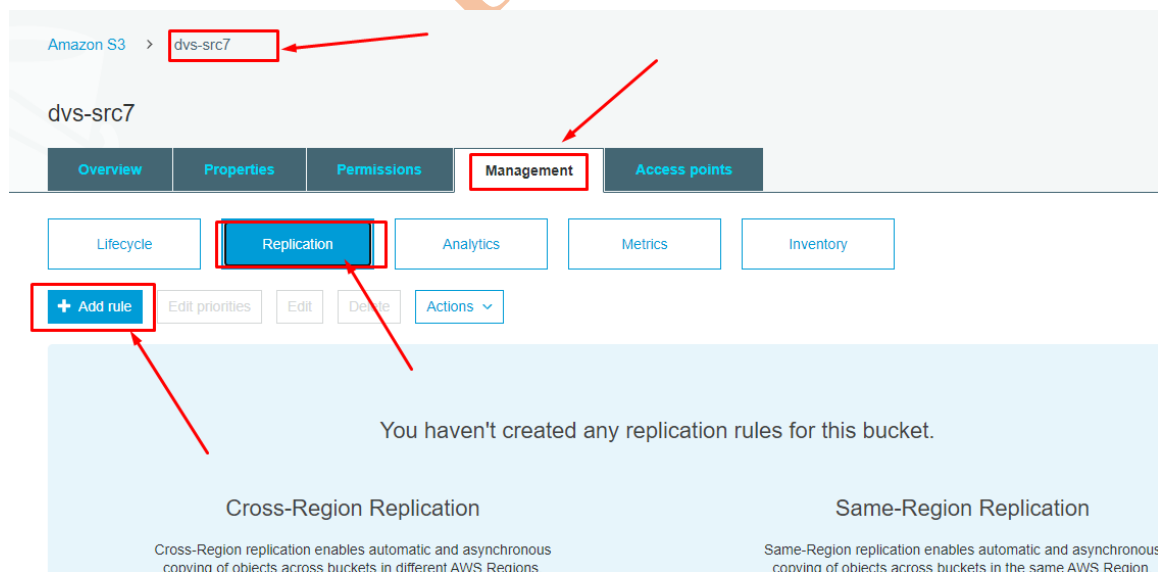 Amazon S3 > dvs-src7
dvs-src7
Overview Properties Permissions Management Access points
Lifecycle Replication Analytics Metrics Inventory
+ Add rule Edit priorities Edit Delete Actions
You haven't created any replication rules for this bucket.
Cross-Region Replication
Cross-Region replication enables automatic and asynchronous
copying of objects across buckets in different AWS Regions
Same-Region Replication
Same-Region replication enables automatic and asynchronous
copying of objects across buckets in the same AWS Region